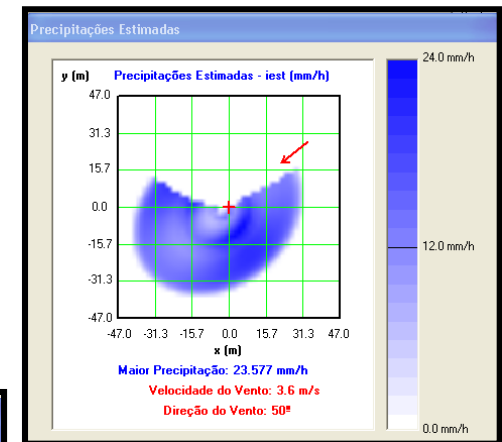 Precipitações Estimadas
y (m) Precipitações Estimadas - iest (mm/h)
47.0
31.3
15.7
0.0
-15.7
-31.3
-47.0
-47.0 -31.3 -15.7 0.0 15.7 31.3 47.0
x (m)
Maior Precipitação: 23.577 mm/h
Velocidade do Vento: 3.6 m/s
Direção do Vento: 50º
24.0 mm/h
12.0 mm/h
0.0 mm/h